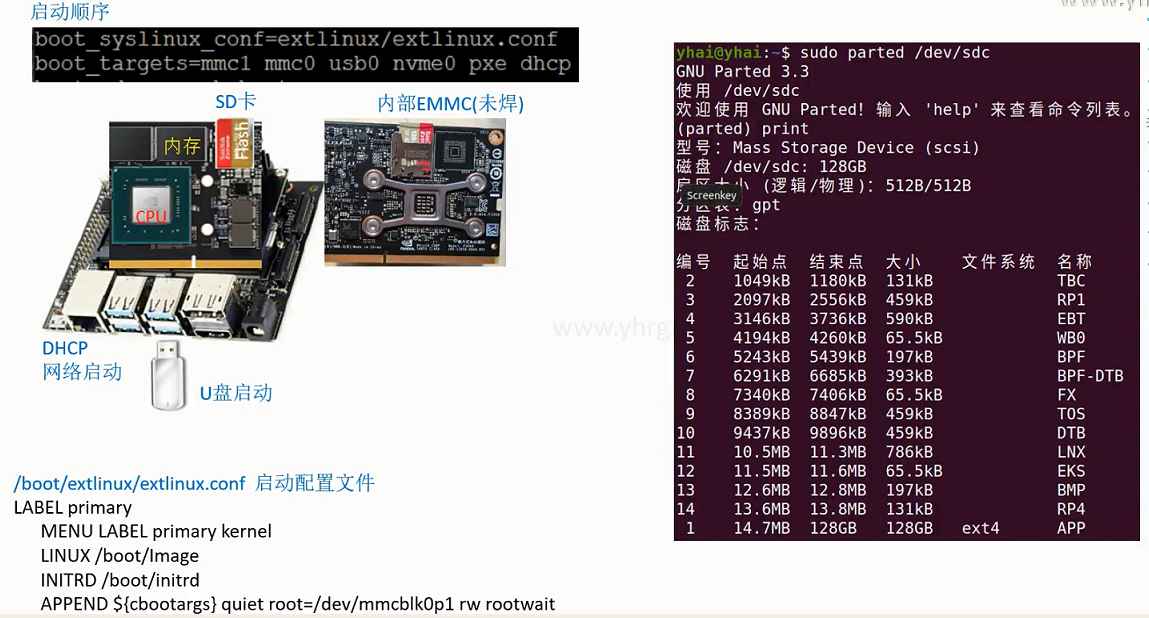 启动顺序
boot_syslinux_conf=extlinux/extlinux.conf
boot_targets=mmc1 mmc0 usb0 nvme0 pxe dhcp
SD卡
内部EMMC(未焊)
内存
Flash
CPU
DHCP
网络启动
U盘启动
/boot/extlinux/extlinux.conf 启动配置文件
LABEL primary
MENU LABEL primary kernel
LINUX /boot/Image
INITRD /boot/initrd
APPEND ${cbootargs} quiet root=/dev/mmcblk0p1 rw rootwait
www.yh
www.yhrg
yhai@yhai:~$ sudo parted /dev/sdc
GNU Parted 3.3
使用 /dev/sdc
欢迎使用 GNU Parted! 输入 'help' 来查看命令列表。
(parted) print
型号：Mass Storage Device (scsi)
磁盘 /dev/sdc: 128GB
扇区大小 (逻辑/物理)：512B/512B
Screenkey
分区表：gpt
磁盘标志：
编号 起始点 结束点 大小 文件系统 名称
2 1049kB 1180kB 131kB TBC
3 2097kB 2556kB 459kB RP1
4 3146kB 3736kB 590kB EBT
5 4194kB 4260kB 65.5kB WB0
6 5243kB 5439kB 197kB BPF
7 6291kB 6685kB 393kB BPF-DTB
8 7340kB 7406kB 65.5kB FX
9 8389kB 8847kB 459kB TOS
10 9437kB 9896kB 459kB DTB
11 10.5MB 11.3MB 786kB LNX
12 11.5MB 11.6MB 65.5kB EKS
13 12.6MB 12.8MB 197kB BMP
14 13.6MB 13.8MB 131kB RP4
1 14.7MB 128GB 128GB ext4 APP